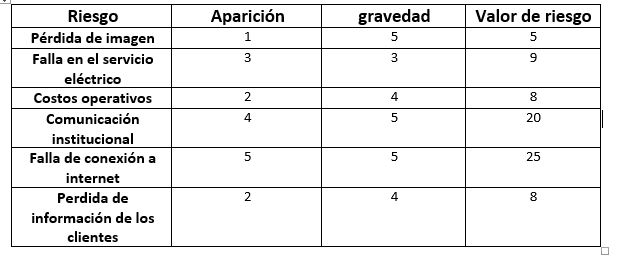 Riesgo Aparición gravedad Valor de riesgo
Pérdida de imagen 1 5 5
Falla en el servicio 3 3 9
eléctrico
Costos operativos 2 4 8
Comunicación 4 5 20
institucional
Falla de conexión a 5 5 25
internet
Perdida de 2 4 8
información de los
clientes